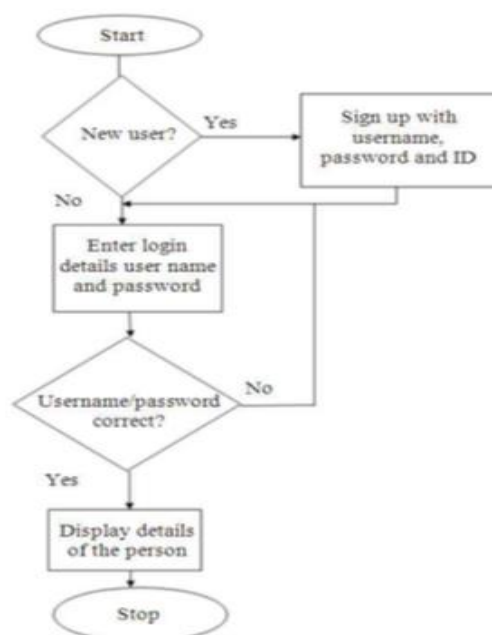 Start
New user?
Yes
Sign up with
username,
password and ID
No
Enter login
details user name
and password
Username/password
correct?
No
Yes
Display details
of the person
Stop